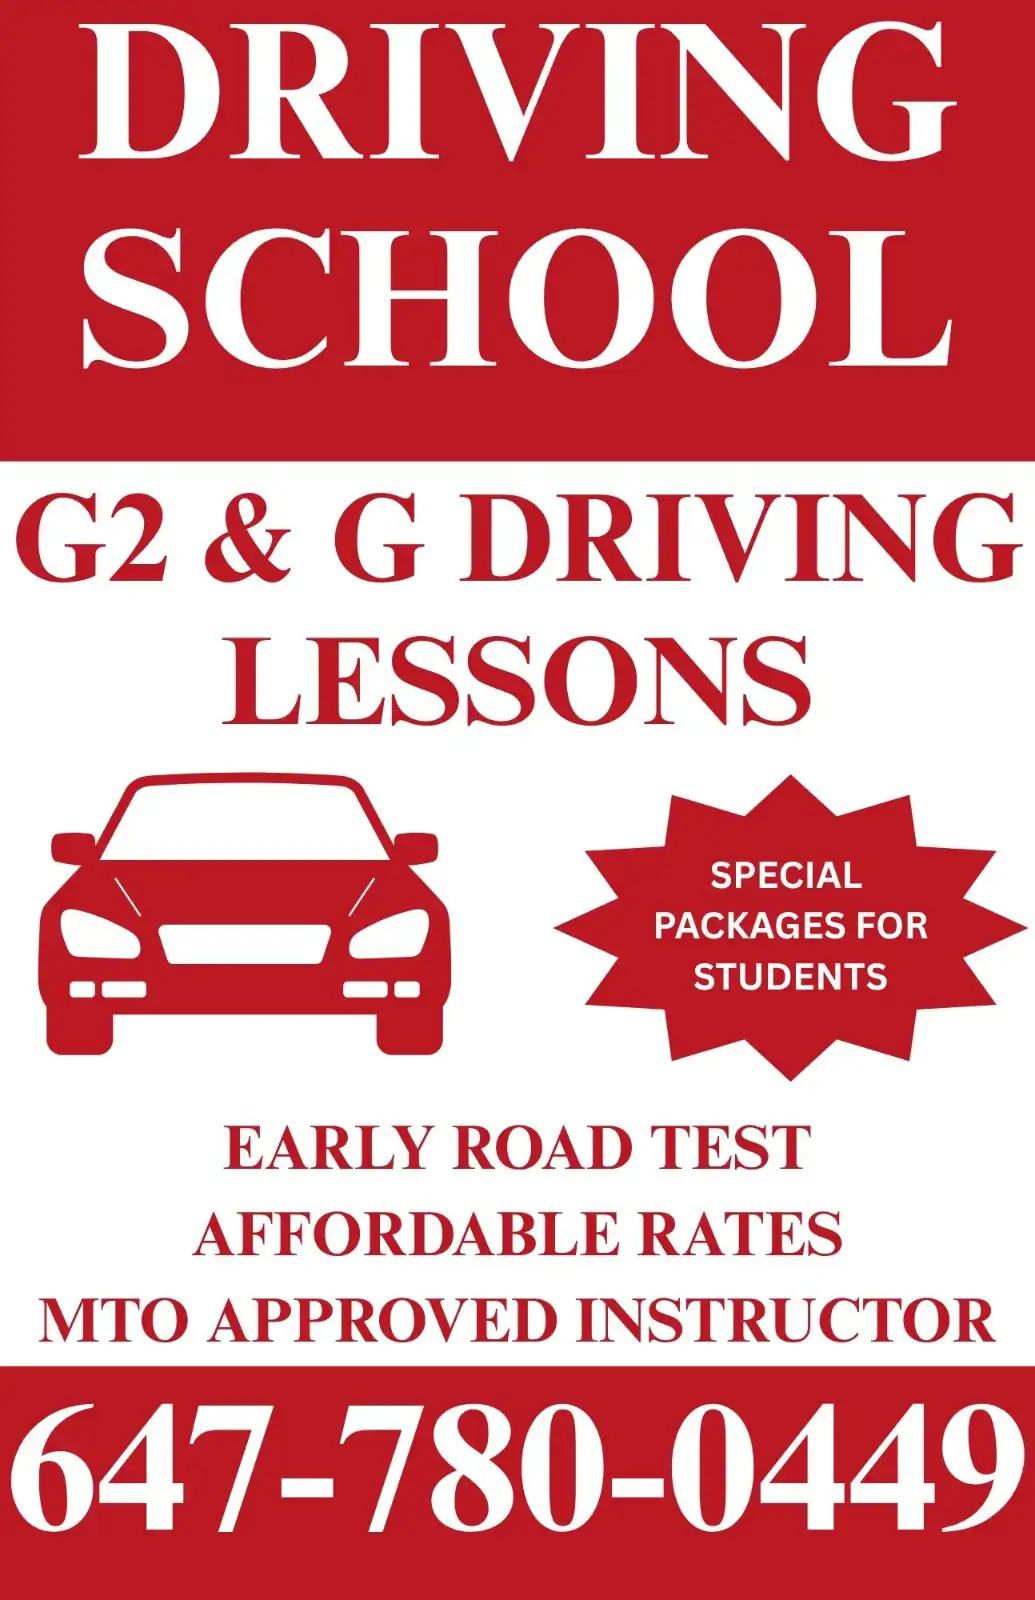 DRIVING
SCHOOL
G2 & G DRIVING
LESSONS
SPECIAL
PACKAGES FOR
STUDENTS
EARLY ROAD TEST
AFFORDABLE RATES
MTO APPROVED INSTRUCTOR
647-780-0449